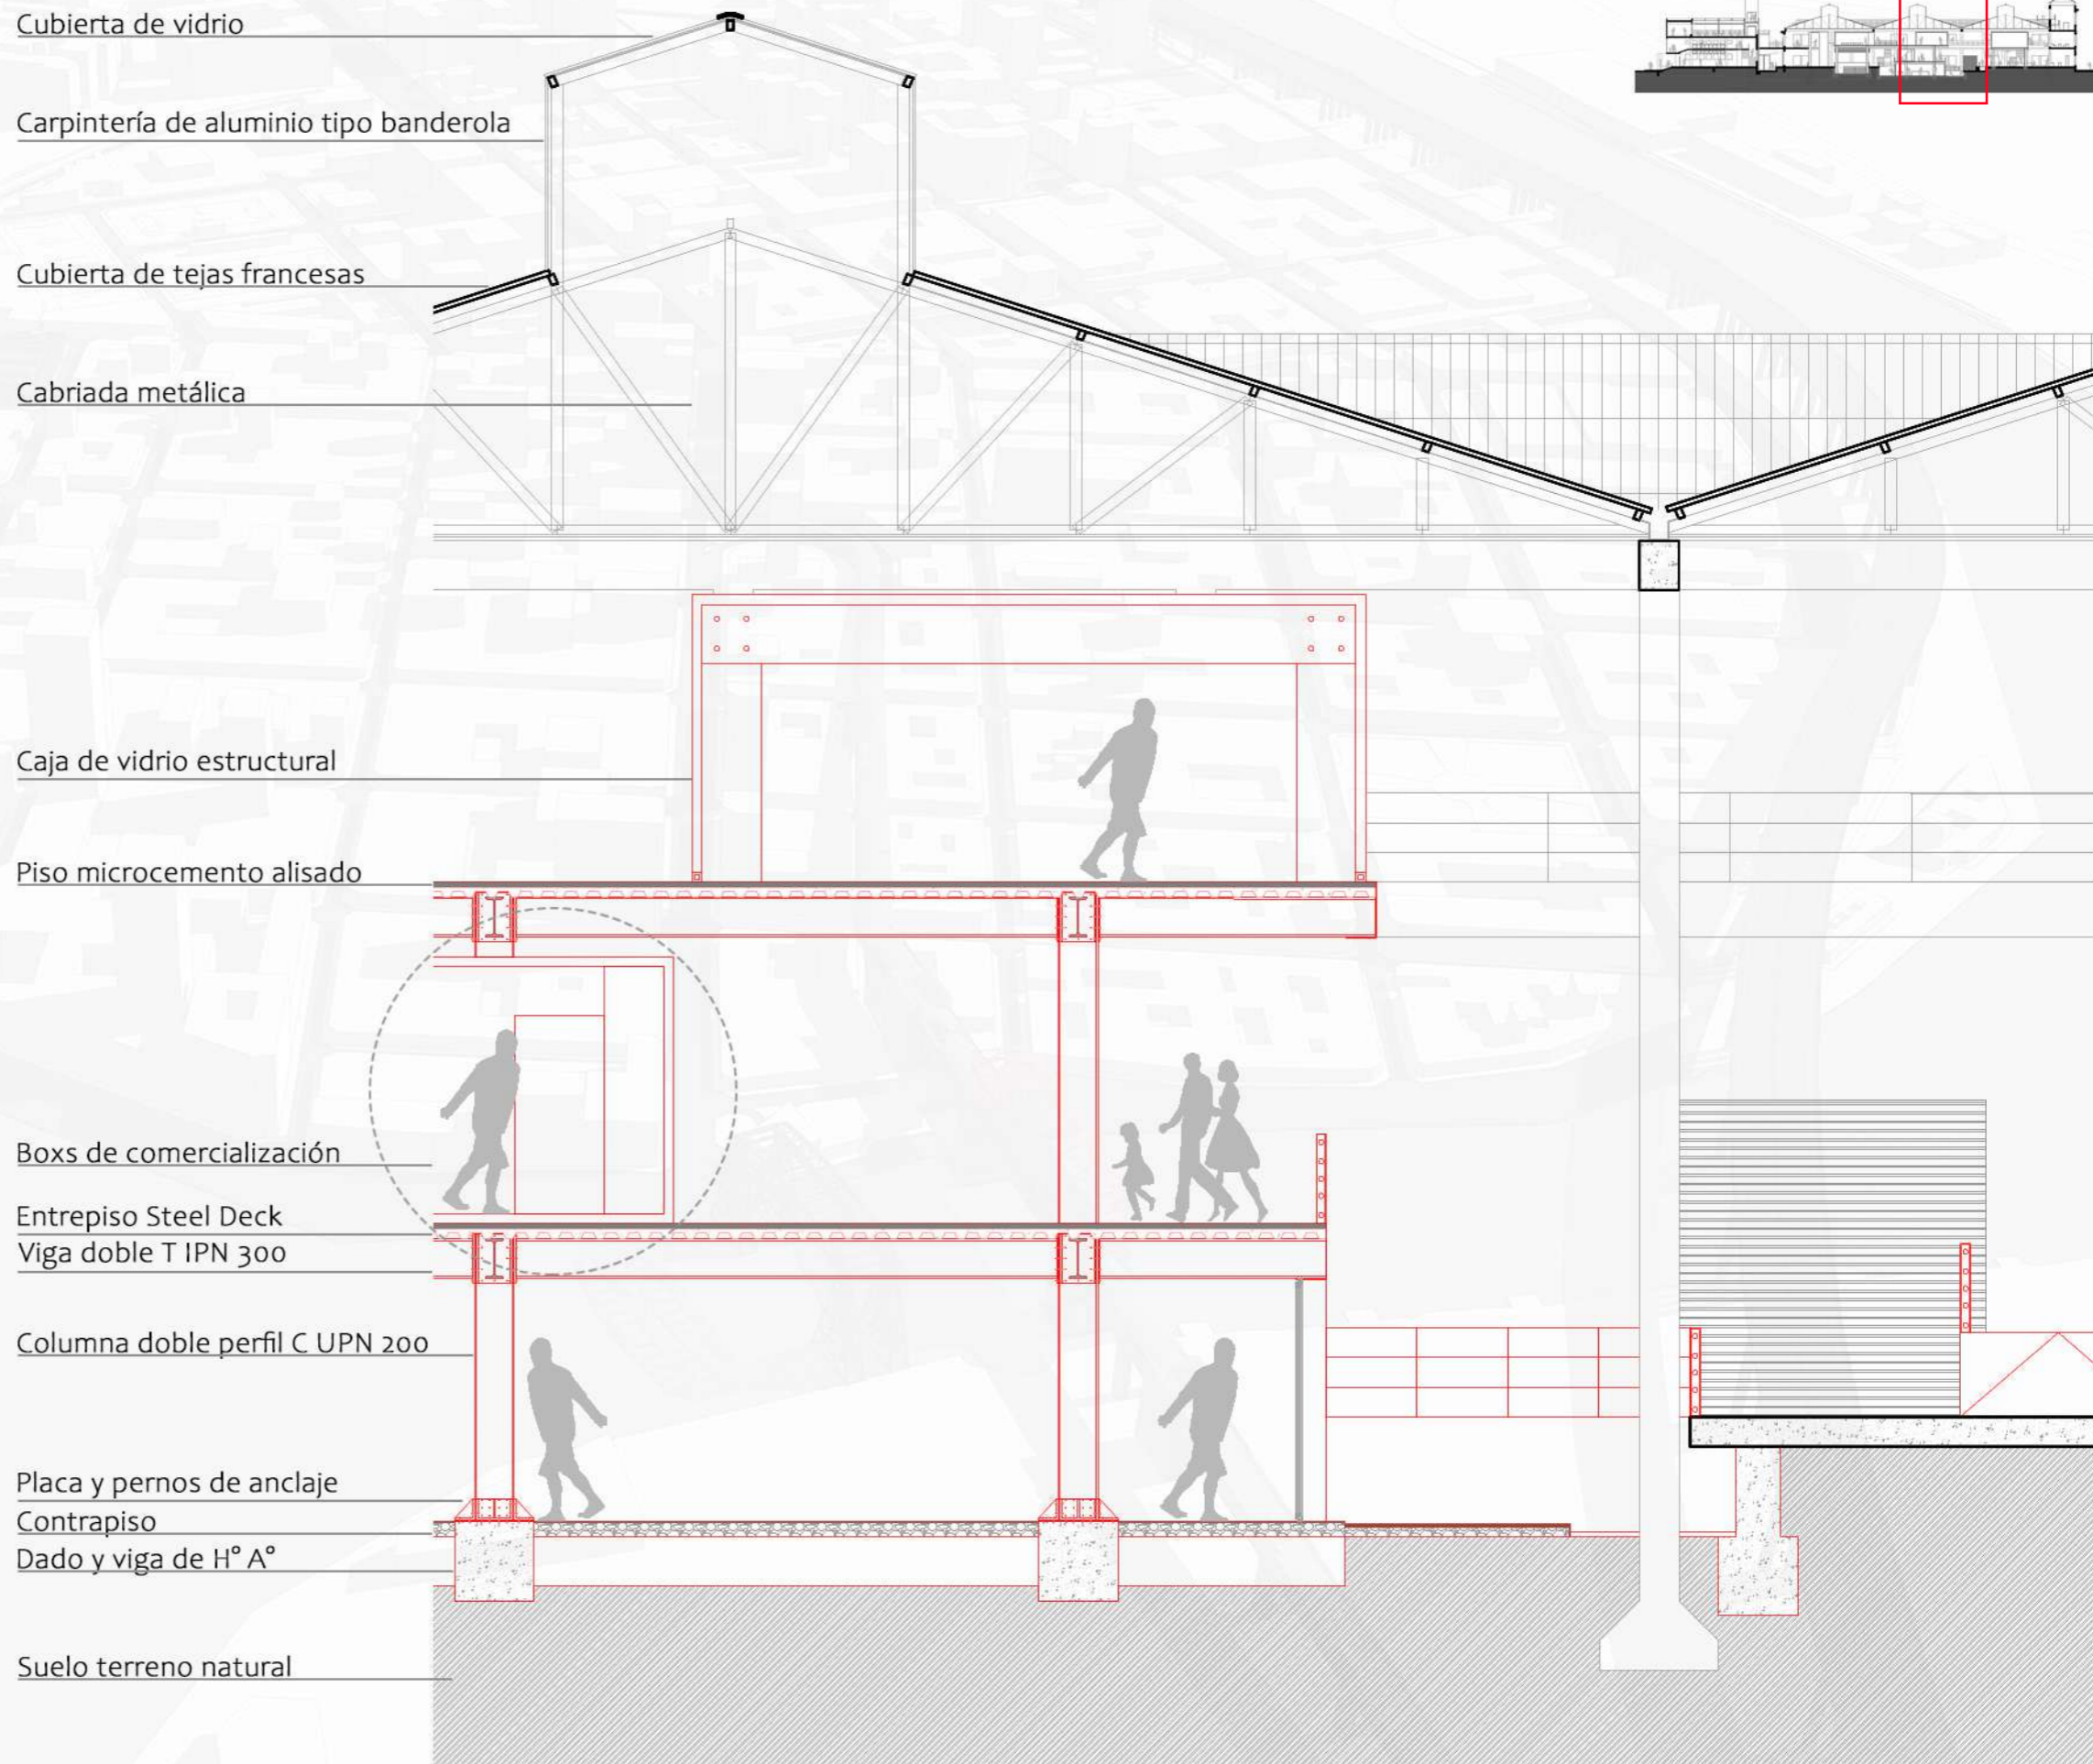 Cubierta de vidrio
Carpintería de aluminio tipo banderola
Cubierta de tejas francesas
Cabriada metálica
Caja de vidrio estructural
Piso microcemento alisado
Boxs de comercialización
Entrepiso Steel Deck
Viga doble T IPN 300
Columna doble perfil C UPN 200
Placa y pernos de anclaje
Contrapiso
Dado y viga de H° A°
Suelo terreno natural